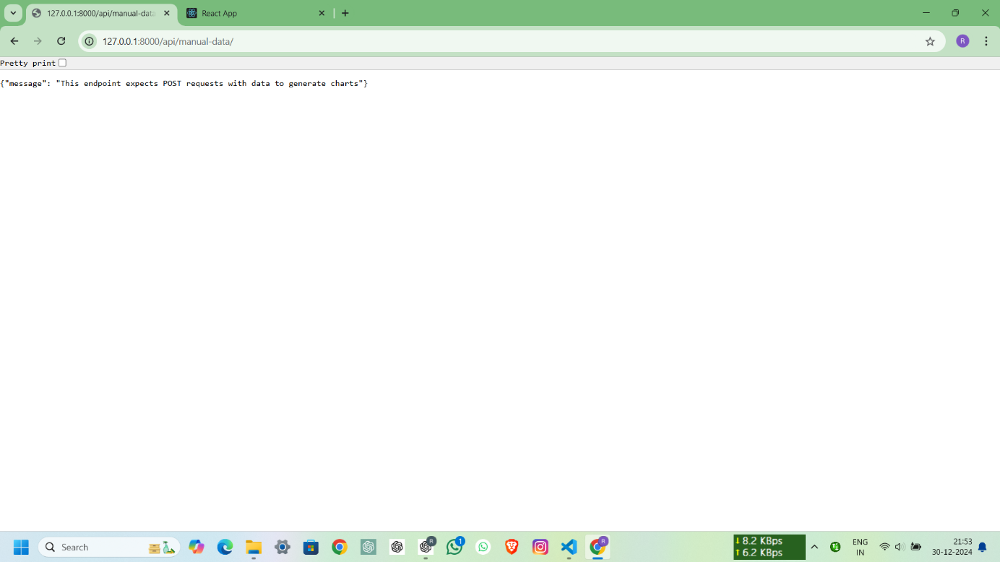 127.0.0.1:8000/api/manual-data
React App
127.0.0.1:8000/api/manual-data/
R
Pretty print
{"message": "This endpoint expects POST requests with data to generate charts"}
Search
R
1
R
8.2 KBps
6.2 KBps
ENG
IN
21:53
30-12-2024